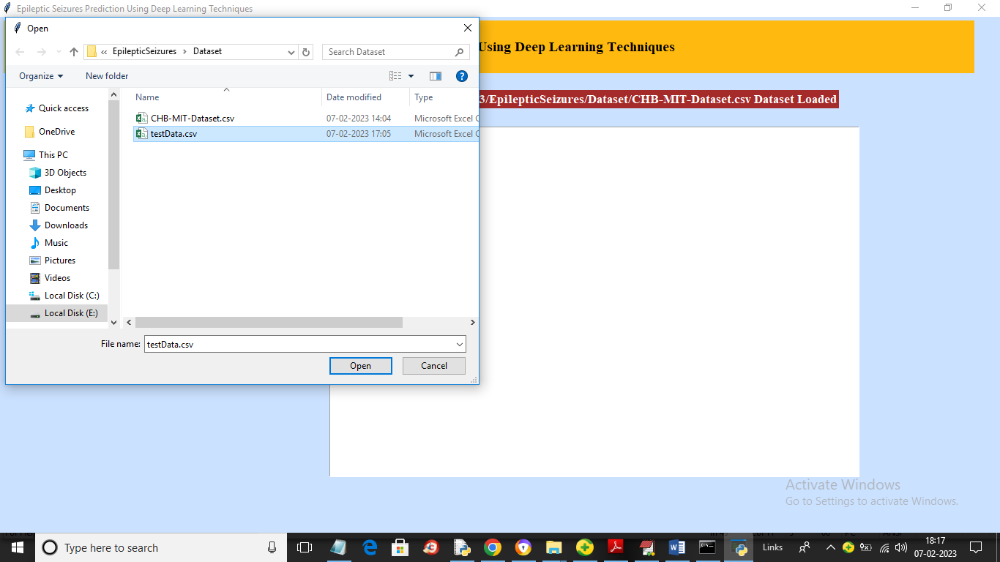 Epileptic Seizures Prediction Using Deep Learning Techniques
Open
Using Deep Learning Techniques
« EpilepticSeizures > Dataset
Search Dataset
Organize
New folder
3/EpilepticSeizures/Dataset/CHB-MIT-Dataset.csv Dataset Loaded
Name
Date modified
Type
Quick access
OneDrive
This PC
3D Objects
Desktop
Documents
Downloads
Music
Pictures
Videos
Local Disk (C:)
Local Disk (E:)
CHB-MIT-Dataset.csv 07-02-2023 14:04 Microsoft Excel C
testData.csv 07-02-2023 17:05 Microsoft Excel C
File name: testData.csv
Open
Cancel
Activate Windows
Go to Settings to activate Windows.
Type here to search
Links
18:17
07-02-2023